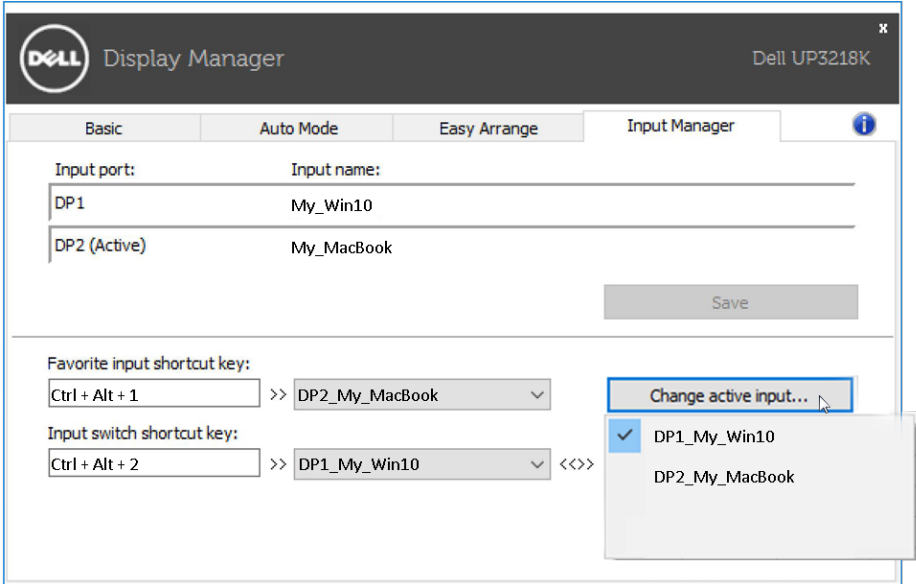 DELL Display Manager Dell UP3218K x
Basic Auto Mode Easy Arrange Input Manager i
Input port: Input name:
DP1 My_Win10
DP2 (Active) My_MacBook
Save
Favorite input shortcut key:
Ctrl + Alt + 1 >> DP2_My_MacBook Change active input...
Input switch shortcut key:
DP1_My_Win10
Ctrl + Alt + 2 >> DP1_My_Win10 <<>>
DP2_My_MacBook